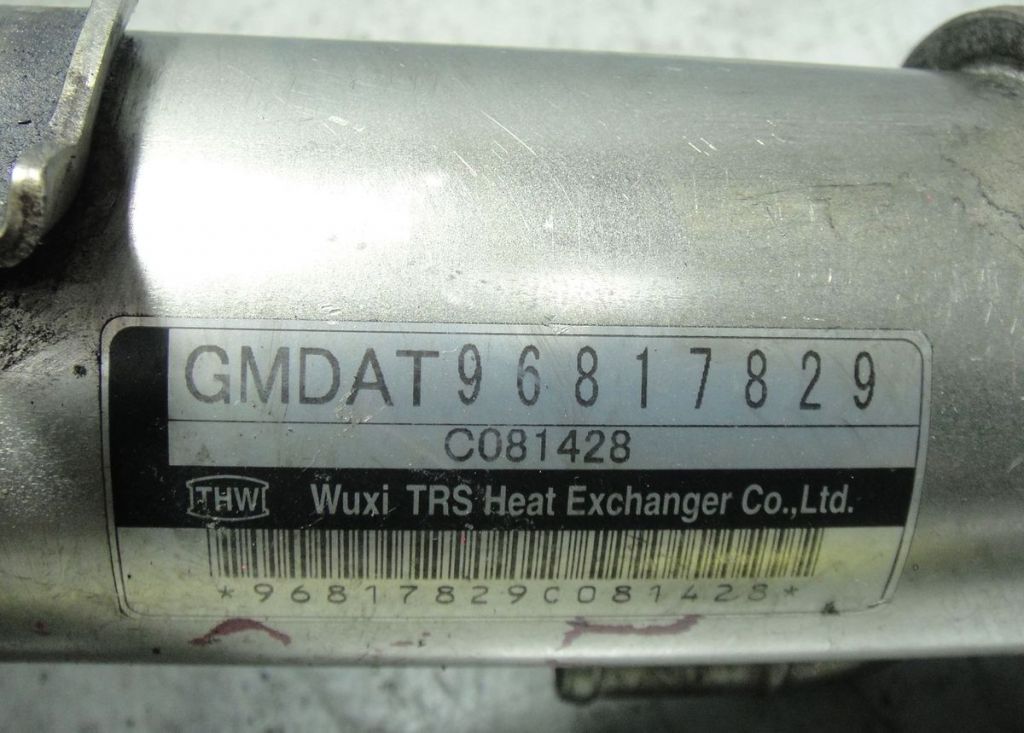 GMDAT96817829
C081428
THW Wuxi TRS Heat Exchanger Co.,Ltd.
*96817829C081428*